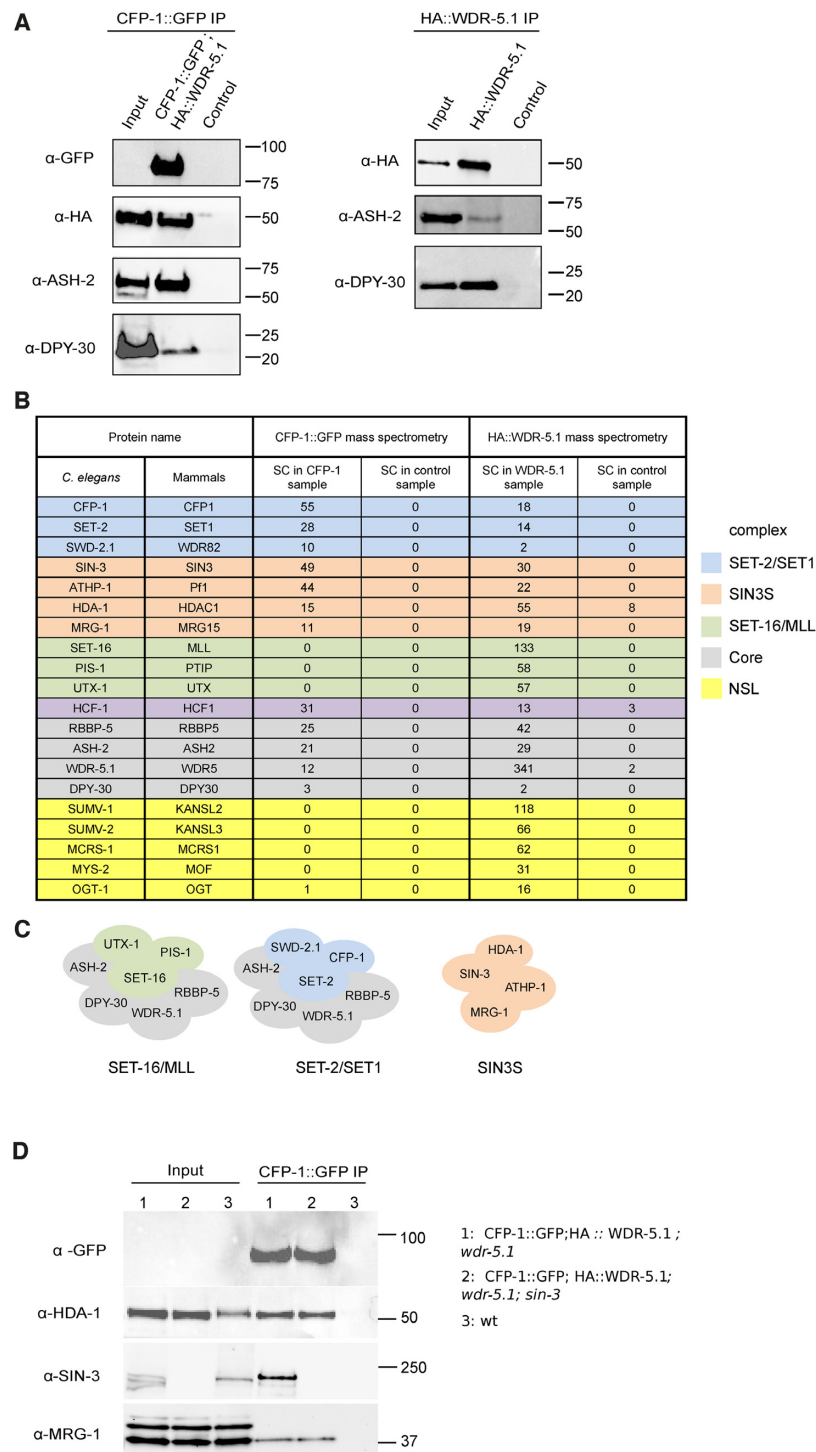 A
CFP-1::GFP IP
Input
CFP-1::GFP ;
HA::WDR-5.1
Control
α-GFP
100
75
α-HA
50
α-ASH-2
75
50
α-DPY-30
25
20
HA::WDR-5.1 IP
Input
HA::WDR-5.1
Control
α-HA
50
α-ASH-2
75
50
α-DPY-30
25
20
B
Protein name CFP-1::GFP mass spectrometry HA::WDR-5.1 mass spectrometry
C. elegans Mammals SC in CFP-1 sample SC in control sample SC in WDR-5.1 sample SC in control sample
CFP-1 CFP1 55 0 18 0
SET-2 SET1 28 0 14 0
SWD-2.1 WDR82 10 0 2 0
SIN-3 SIN3 49 0 30 0
ATHP-1 Pf1 44 0 22 0
HDA-1 HDAC1 15 0 55 8
MRG-1 MRG15 11 0 19 0
SET-16 MLL 0 0 133 0
PIS-1 PTIP 0 0 58 0
UTX-1 UTX 0 0 57 0
HCF-1 HCF1 31 0 13 3
RBBP-5 RBBP5 25 0 42 0
ASH-2 ASH2 21 0 29 0
WDR-5.1 WDR5 12 0 341 2
DPY-30 DPY30 3 0 2 0
SUMV-1 KANSL2 0 0 118 0
SUMV-2 KANSL3 0 0 66 0
MCRS-1 MCRS1 0 0 62 0
MYS-2 MOF 0 0 31 0
OGT-1 OGT 1 0 16 0
complex
SET-2/SET1
SIN3S
SET-16/MLL
Core
NSL
C
UTX-1
PIS-1
ASH-2
SET-16
RBBP-5
DPY-30
WDR-5.1
SET-16/MLL
SWD-2.1
CFP-1
ASH-2
SET-2
RBBP-5
DPY-30
WDR-5.1
SET-2/SET1
HDA-1
SIN-3
ATHP-1
MRG-1
SIN3S
D
Input CFP-1::GFP IP
1 2 3 1 2 3
α -GFP
100
α-HDA-1
50
α-SIN-3
250
α-MRG-1
37
1: CFP-1::GFP;HA :: WDR-5.1 ;
wdr-5.1
2: CFP-1::GFP; HA::WDR-5.1;
wdr-5.1; sin-3
3: wt